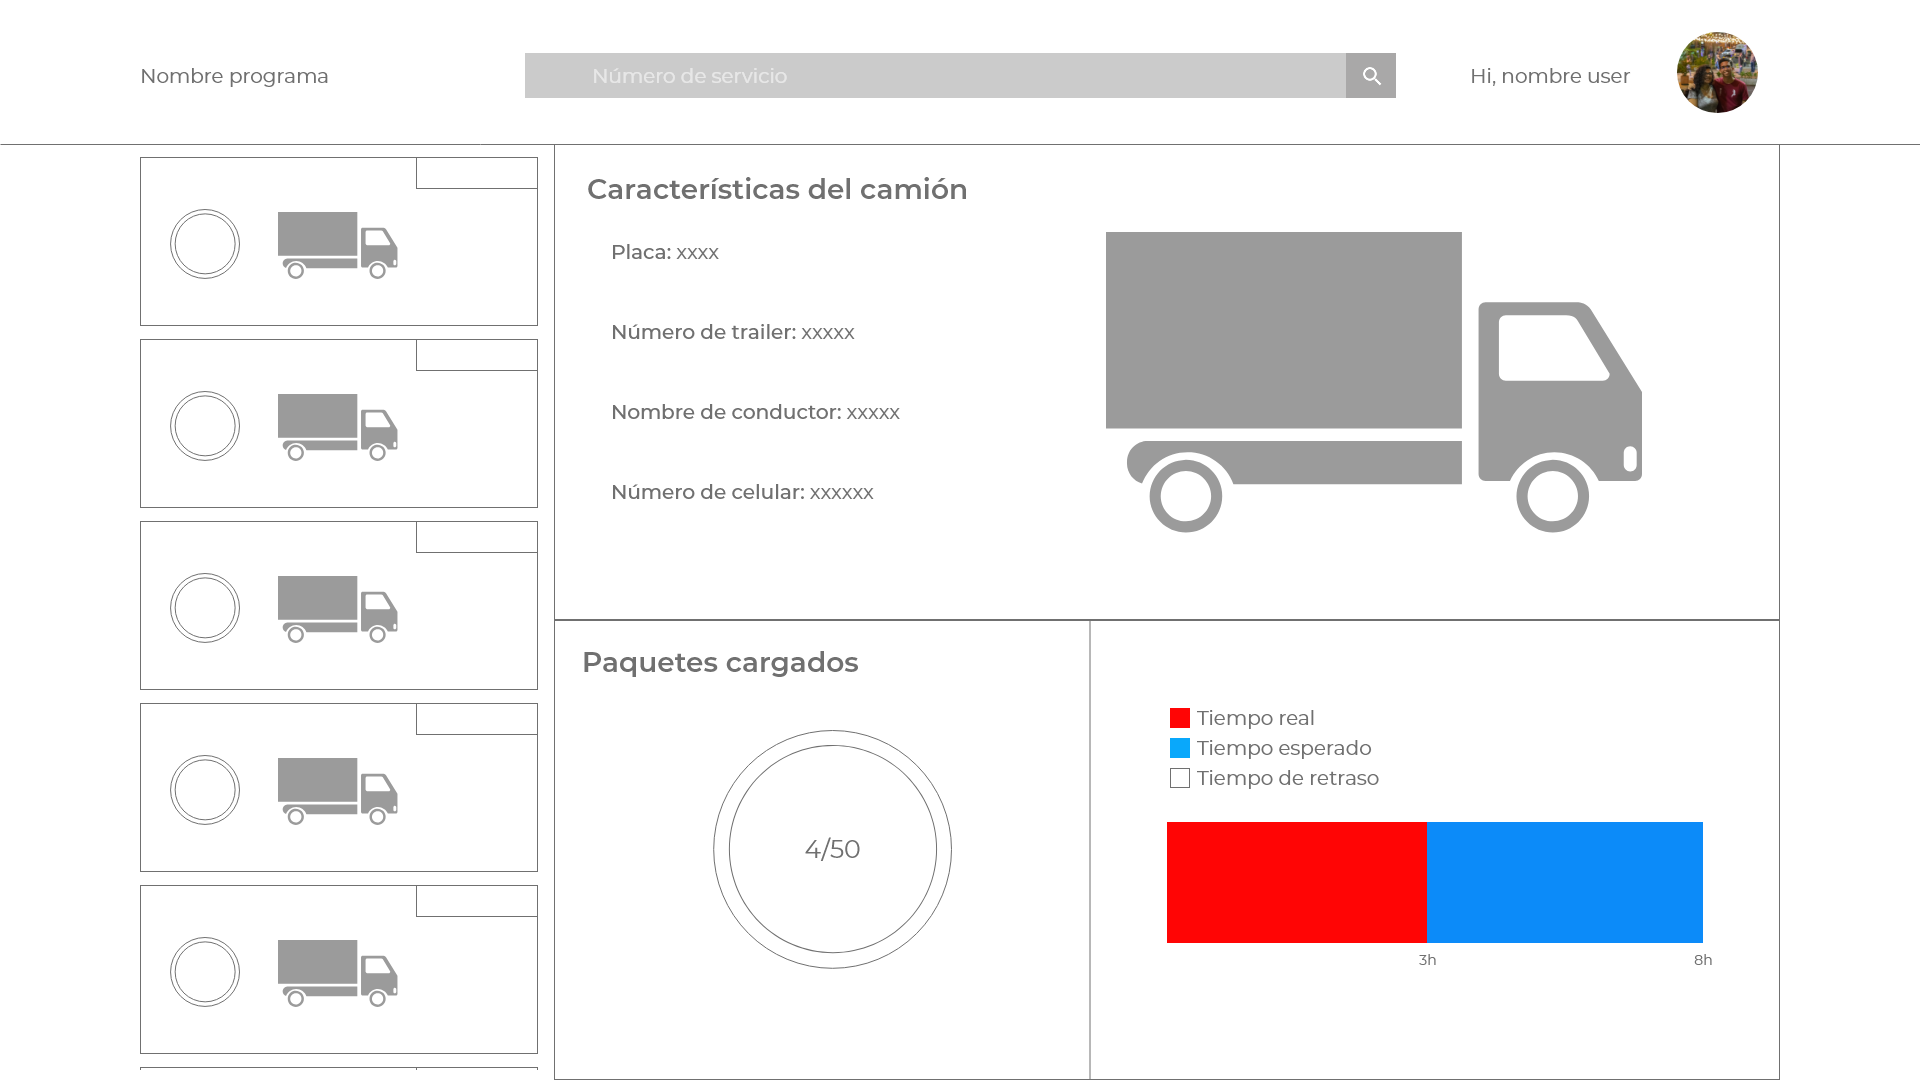 Nombre programa
Número de servicio
Hi, nombre user
Características del camión
Placa: xxxx
Número de trailer: xxxxx
Nombre de conductor: xxxxx
Número de celular: xxxxxx
Paquetes cargados
4/50
Tiempo real
Tiempo esperado
Tiempo de retraso
3h
8h